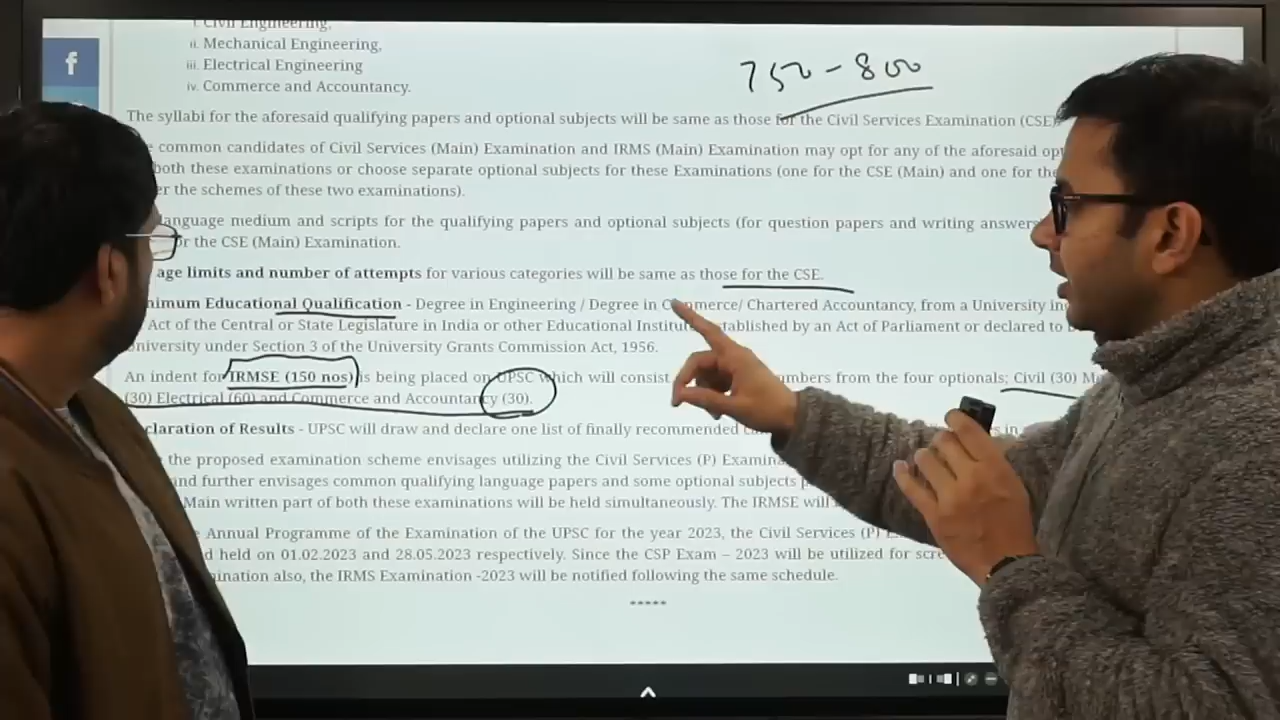 f
i. Civil Engineering,
ii. Mechanical Engineering,
iii. Electrical Engineering
iv. Commerce and Accountancy.
750 - 800
The syllabi for the aforesaid qualifying papers and optional subjects will be same as those for the Civil Services Examination (CSE)
common candidates of Civil Services (Main) Examination and IRMS (Main) Examination may opt for any of the aforesaid
both these examinations or choose separate optional subjects for these Examinations (one for the CSE (Main) and one for the
the schemes of these two examinations).
language medium and scripts for the qualifying papers and optional subjects (for question papers and writing answers
the CSE (Main) Examination.
age limits and number of attempts for various categories will be same as those for the CSE.
Educational Qualification - Degree in Engineering / Degree in Commerce/ Chartered Accountancy, from a University
Act of the Central or State Legislature in India or other Educational established by an Act of Parliament or declared to
University under Section 3 of the University Grants Commission Act, 1956.
An indent for IRMSE (150 nos) is being placed on UPSC which will consist numbers from the four optionals; Civil (30)
(30) Electrical (60) and Commerce and Accountancy (30).
of Results - UPSC will draw and declare one list of finally recommended
the proposed examination scheme envisages utilizing the Civil Services (P)
and further envisages common qualifying language papers and some optional subjects
Main written part of both these examinations will be held simultaneously. The IRMSE will
Annual Programme of the Examination of the UPSC for the year 2023, the Civil Services (P)
held on 01.02.2023 and 28.05.2023 respectively. Since the CSP Exam – 2023 will be utilized for
also, the IRMS Examination -2023 will be notified following the same schedule.
*****